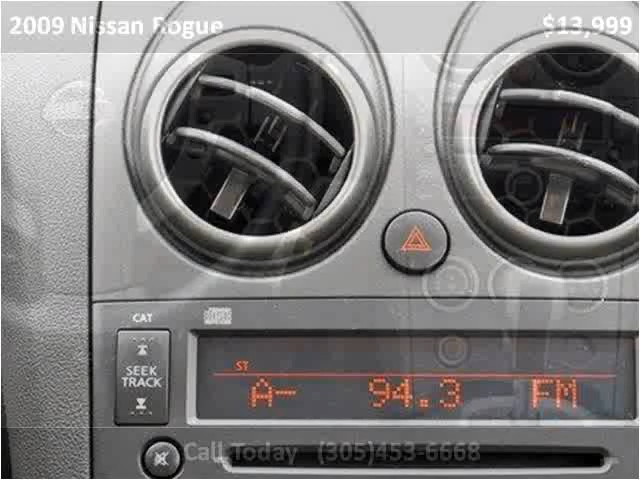 2009 Nissan Rogue $13,999
CAT
SEEK
TRACK
ST
A- 94.3 FM
Call Today (305)453-6668